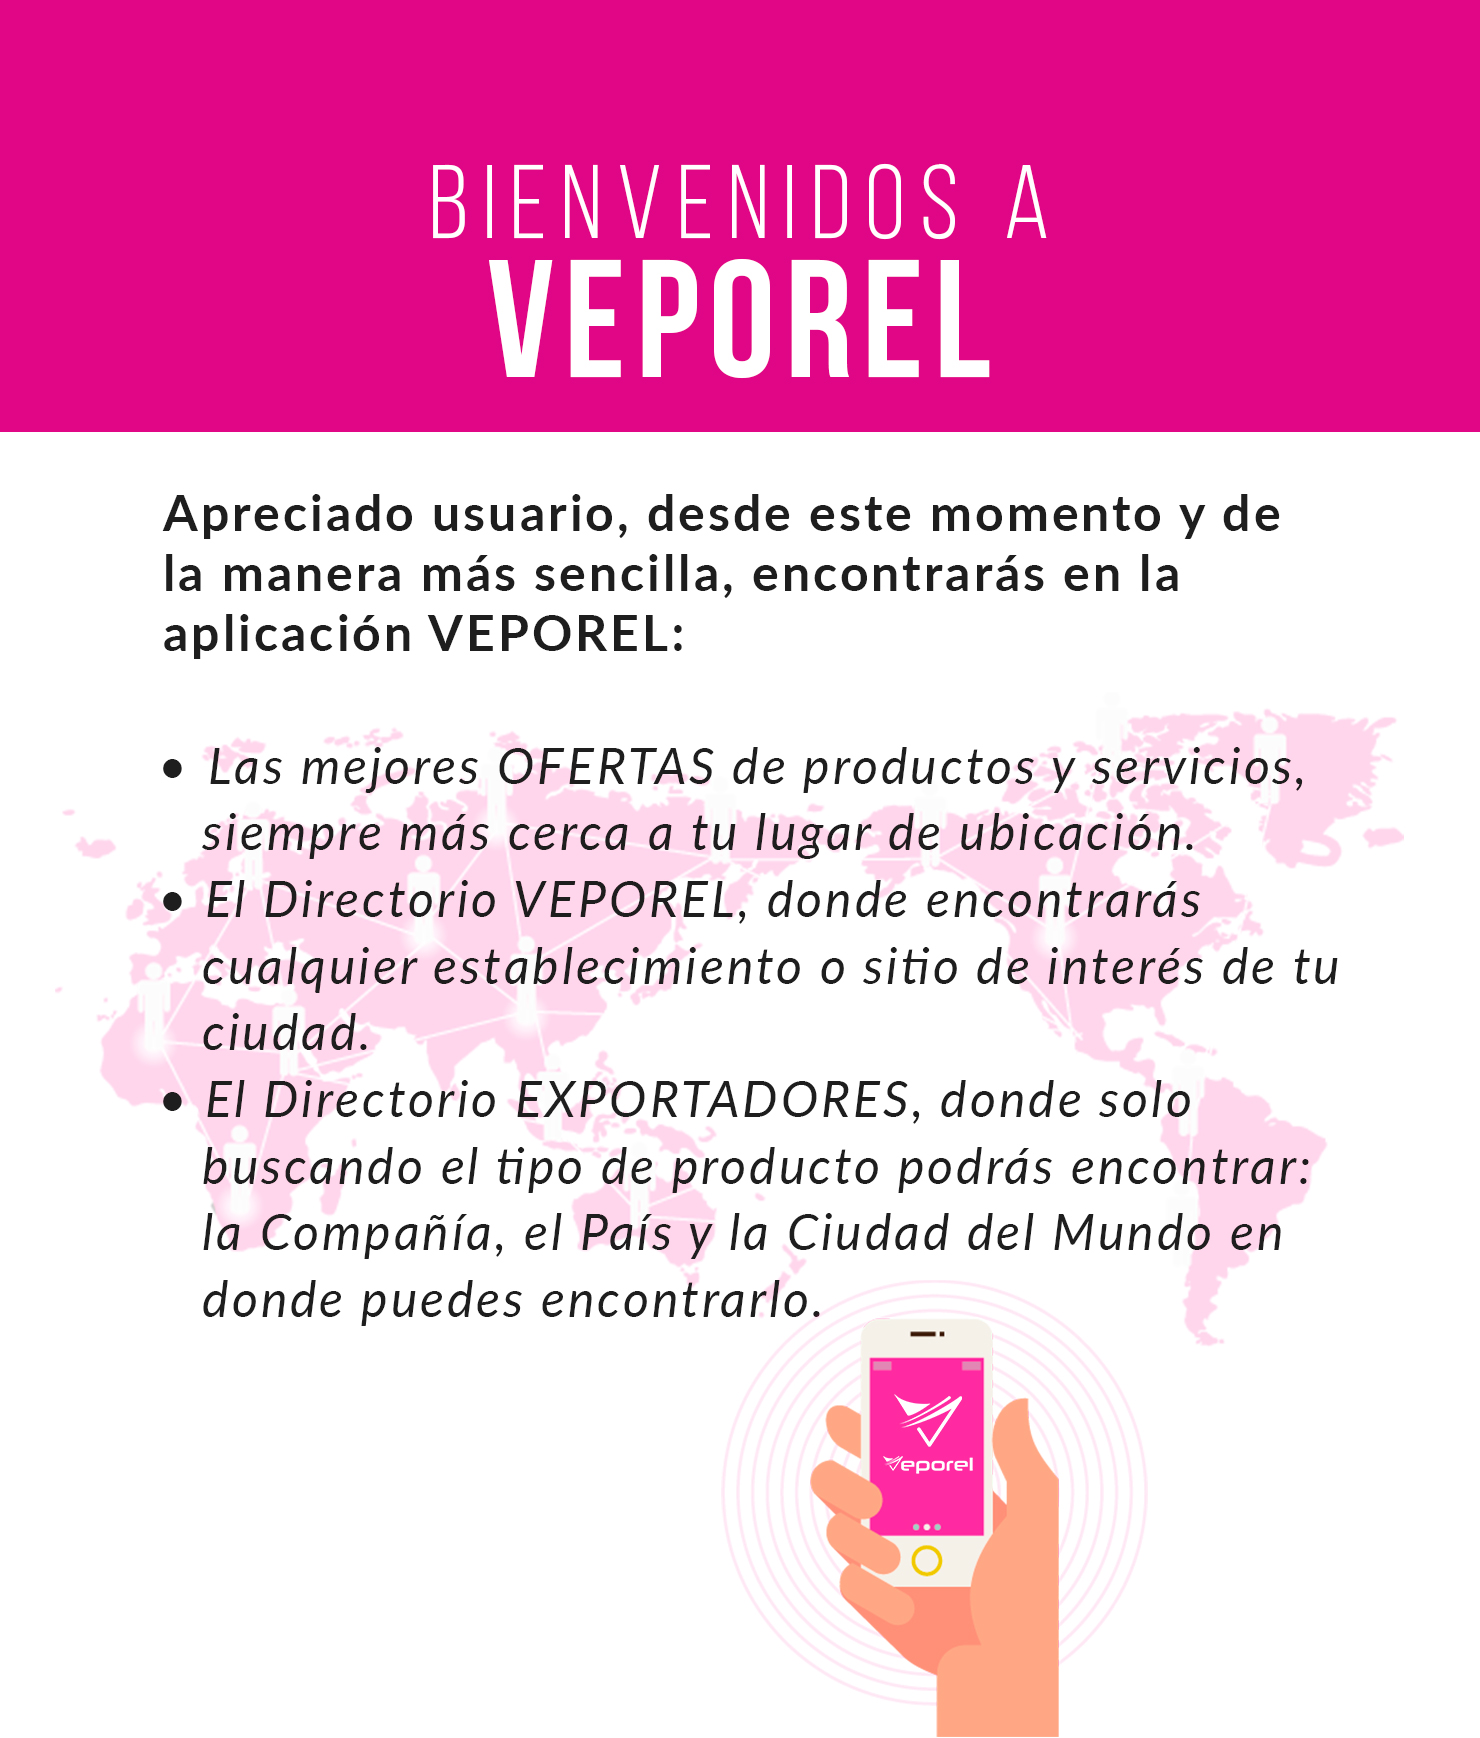 BIENVENIDOS A
VEPOREL
Apreciado usuario, desde este momento y de
la manera más sencilla, encontrarás en la
aplicación VEPOREL:
• Las mejores OFERTAS de productos y servicios,
siempre más cerca a tu lugar de ubicación.
• El Directorio VEPOREL, donde encontrarás
cualquier establecimiento o sitio de interés de tu
ciudad.
• El Directorio EXPORTADORES, donde solo
buscando el tipo de producto podrás encontrar:
la Compañía, el País y la Ciudad del Mundo en
donde puedes encontrarlo.
Veporel